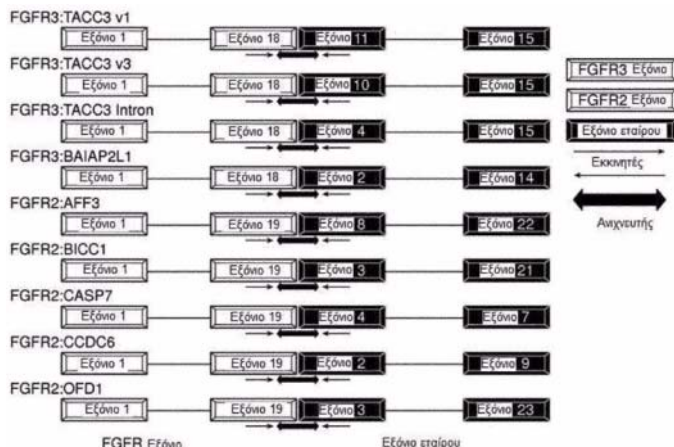 FGFR3:TACC3 v1
Εξόνιο 1 Εξόνιο 18 Εξόνιο 11 Εξόνιο 15
FGFR3:TACC3 v3
Εξόνιο 1 Εξόνιο 18 Εξόνιο 10 Εξόνιο 15
FGFR3:TACC3 Intron
Εξόνιο 1 Εξόνιο 18 Εξόνιο 4 Εξόνιο 15
FGFR3:BAIAP2L1
Εξόνιο 1 Εξόνιο 18 Εξόνιο 2 Εξόνιο 14
FGFR2:AFF3
Εξόνιο 1 Εξόνιο 19 Εξόνιο 8 Εξόνιο 22
FGFR2:BICC1
Εξόνιο 1 Εξόνιο 19 Εξόνιο 3 Εξόνιο 21
FGFR2:CASP7
Εξόνιο 1 Εξόνιο 19 Εξόνιο 4 Εξόνιο 7
FGFR2:CCDC6
Εξόνιο 1 Εξόνιο 19 Εξόνιο 2 Εξόνιο 9
FGFR2:OFD1
Εξόνιο 1 Εξόνιο 19 Εξόνιο 3 Εξόνιο 23
FGFR Εξόνιο Εξόνιο εταίρου
FGFR3 Εξόνιο
FGFR2 Εξόνιο
Εξόνιο εταίρου
Εκκινητές
Ανιχνευτής